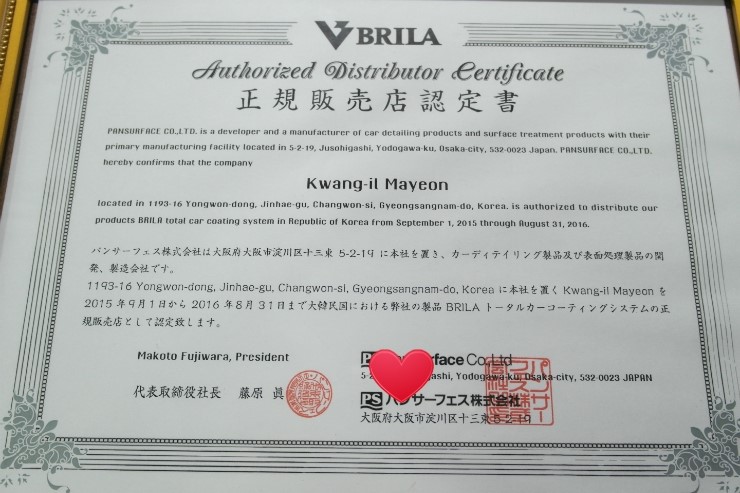 BRILA
Authorized Distributor Certificate
正規販売店認定書
PANSURFACE CO.,LTD. is a developer and a manufacturer of car detailing products and surface treatment products with their
primary manufacturing facility located in 5-2-19, Jusohigashi, Yodogawa-ku, Osaka-city, 532-0023 Japan. PANSURFACE CO.,LTD.
hereby confirms that the company
Kwang-il Mayeon
located in 1193-16 Yongwon-dong, Jinhae-gu, Changwon-si, Gyeongsangnam-do, Korea. is authorized to distribute our
products BRILA total car coating system in Republic of Korea from September 1, 2015 through August 31, 2016.
パンサーフェス株式会社は大阪府大阪市淀川区十三東 5-2-19 に本社を置き、カーディテイリング製品及び表面処理製品の開
発、製造会社です。
1193-16 Yongwon-dong, Jinhae-gu, Changwon-si, Gyeongsangnam-do, Korea に本社を置く Kwang-il Mayeon を
2015 年 9 月 1 日から 2016 年 8 月 31 日まで大韓民国における弊社の製品 BRILA トータルカーコーティングシステムの正
規販売店として認定致します。
Makoto Fujiwara, President
代表取締役社長 藤原 眞
surface Co.,Ltd.
gashi, Yodogawa-ku, Osaka-city, 532-0023 JAPAN
PS パンサーフェス株式会社
大阪府大阪市淀川区十三東 5-2-19